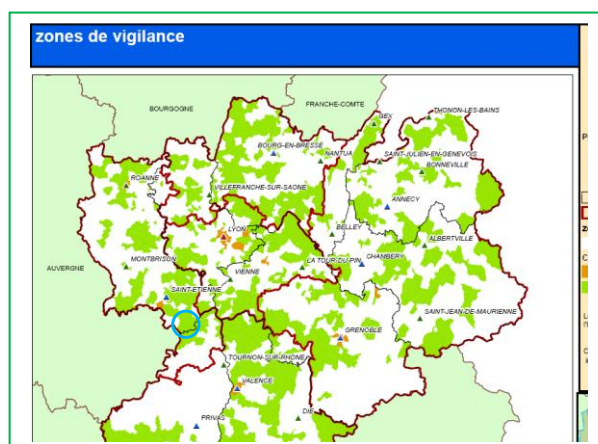 zones de vigilance
BOURGOGNE
FRANCHE-COMTE
THONON-LES-BAINS
GEX
BOURG-EN-BRESSE
NANTUA
SAINT-JULIEN-EN-GENEVOIS
BONNEVILLE
ROANNE
VILLEFRANCHE-SUR-SAONE
ANNECY
LYON
BELLEY
ALBERTVILLE
AUVERGNE
MONTBRISON
VIENNE
LA TOUR-DU-PIN
CHAMBERY
SAINT-ETIENNE
SAINT-JEAN-DE-MAURIENNE
GRENOBLE
TOURNON-SUR-RHONE
VALENCE
PRIVAS
DIE